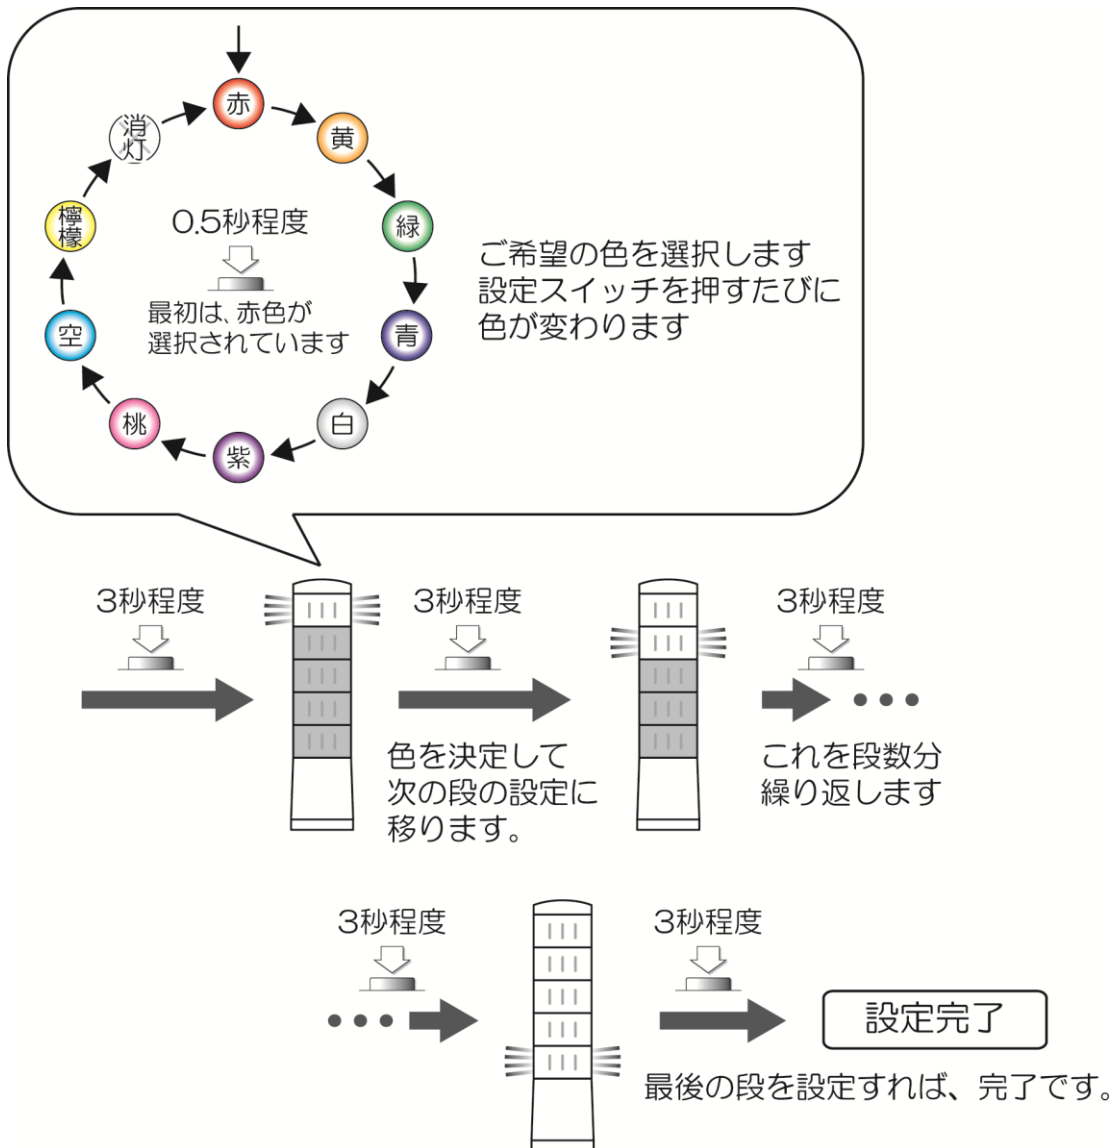 赤
黄
緑
青
白
紫
桃
空
檸檬
消灯
0.5秒程度
最初は、赤色が
選択されています
ご希望の色を選択します
設定スイッチを押すたびに
色が変わります
3秒程度
3秒程度
色を決定して
次の段の設定に
移ります。
3秒程度
これを段数分
繰り返します
3秒程度
3秒程度
設定完了
最後の段を設定すれば、完了です。